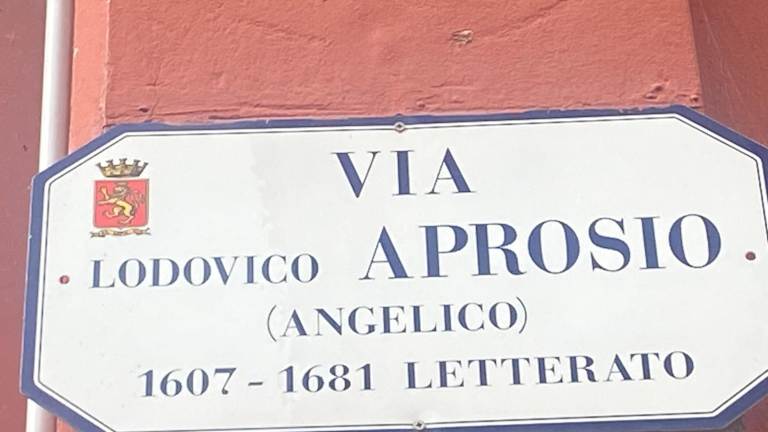 VIA
LODOVICO APROSIO
(ANGELICO)
1607 - 1681 LETTERATO